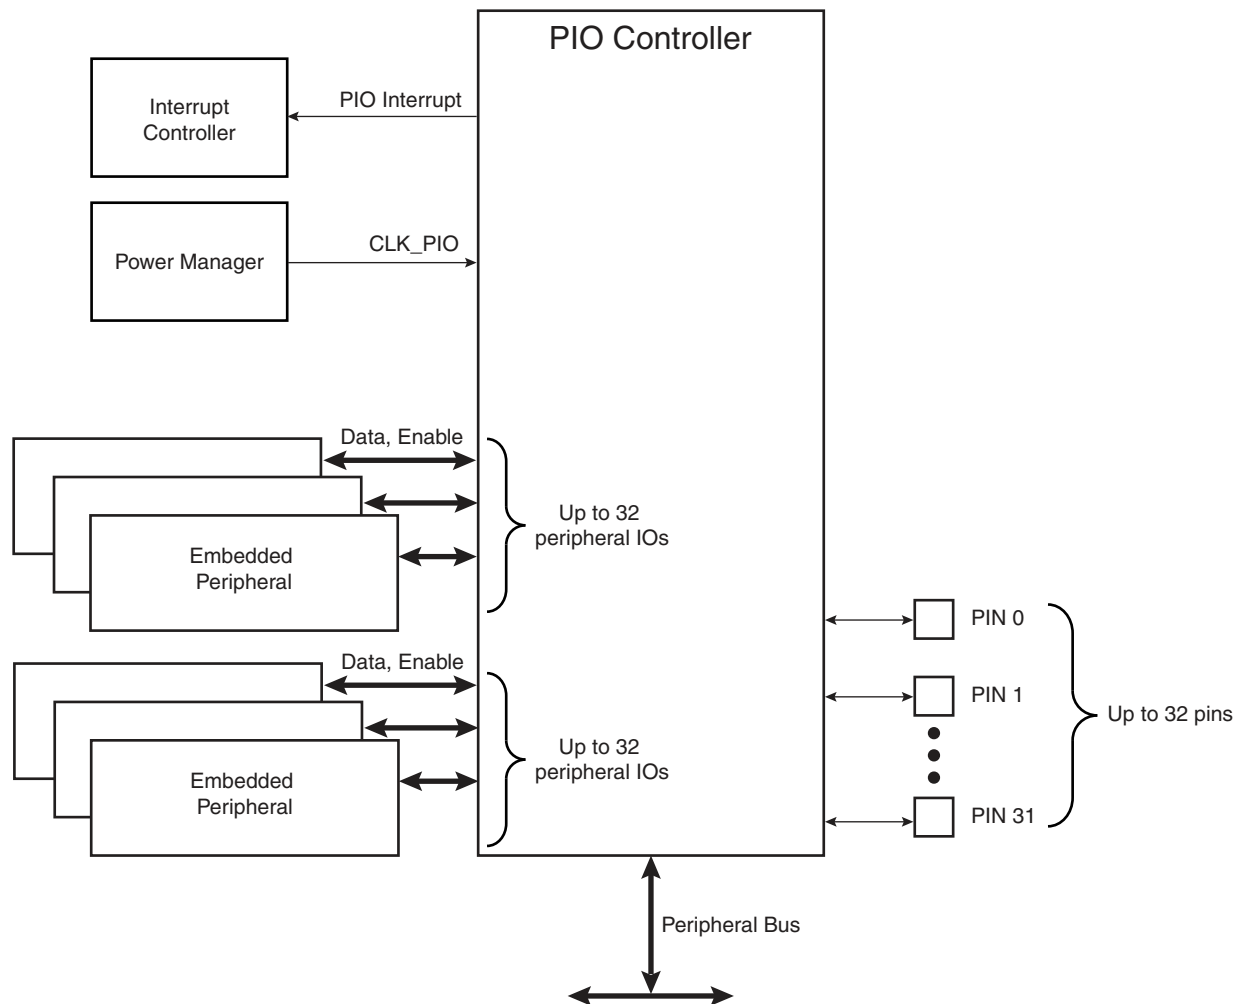 PIO Controller
Interrupt
Controller
PIO Interrupt
Power Manager
CLK_PIO
Data, Enable
Up to 32
peripheral IOs
Embedded
Peripheral
PIN 0
Data, Enable
PIN 1
Up to 32 pins
Up to 32
peripheral IOs
Embedded
Peripheral
PIN 31
Peripheral Bus